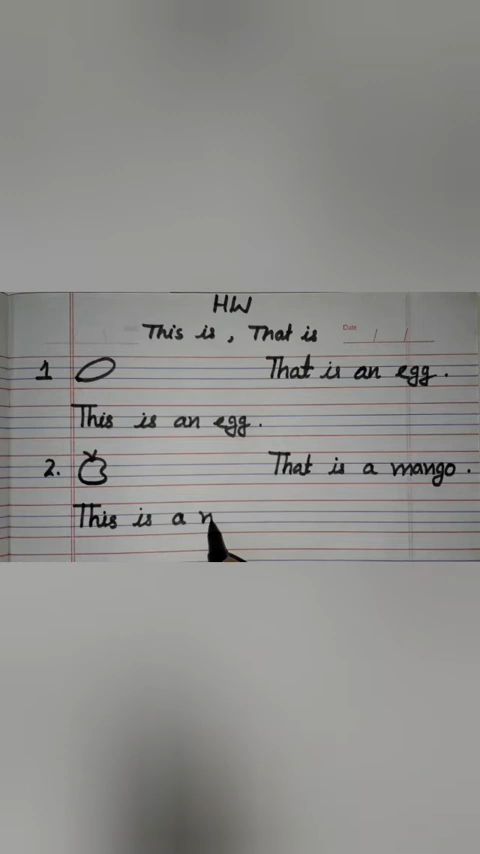 HW
This is , That is Date / /
1 That is an egg .
This is an egg .
2. That is a mango .
This is a